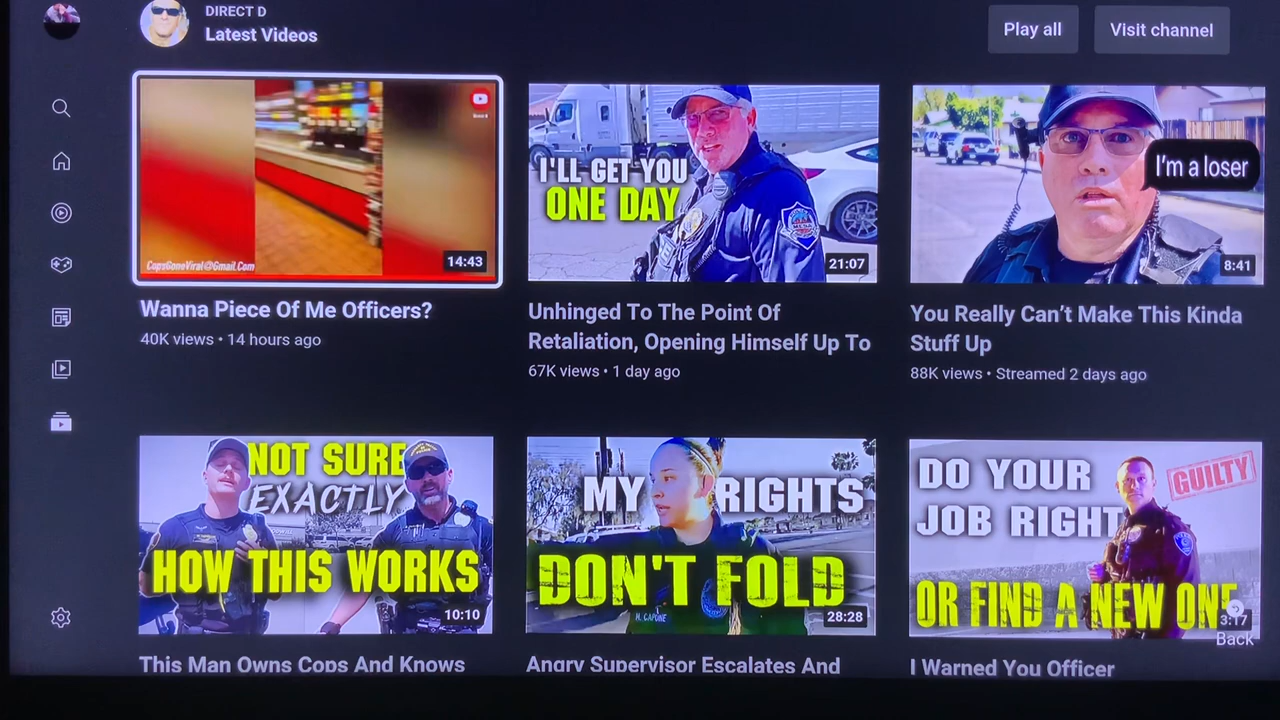 DIRECT D
Latest Videos
Play all
Visit channel
CopsGoneViral@Gmail.Com
14:43
I'LL GET YOU
ONE DAY
21:07
I'm a loser
8:41
Wanna Piece Of Me Officers?
40K views • 14 hours ago
Unhinged To The Point Of
Retaliation, Opening Himself Up To
67K views • 1 day ago
You Really Can't Make This Kinda
Stuff Up
88K views • Streamed 2 days ago
NOT SURE
EXACTLY
HOW THIS WORKS
10:10
MY RIGHTS
DON'T FOLD
H. CAPONE
28:28
DO YOUR
JOB RIGHT
GUILTY
OR FIND A NEW ONE
3:17
Back
This Man Owns Cops And Knows
Angry Supervisor Escalates And
I Warned You Officer